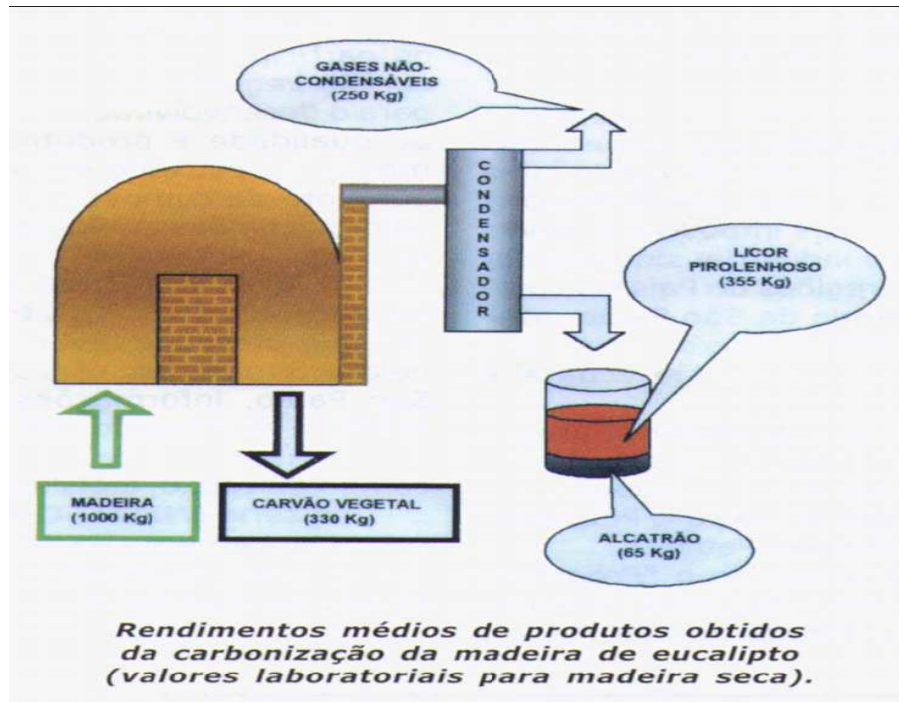 GASES NÃO-
CONDENSÁVEIS
(250 Kg)
CONDENSADOR
LICOR
PIROLENHOSO
(355 Kg)
MADEIRA
(1000 Kg)
CARVÃO VEGETAL
(330 Kg)
ALCATRÃO
(65 Kg)
Rendimentos médios de produtos obtidos
da carbonização da madeira de eucalipto
(valores laboratoriais para madeira seca).